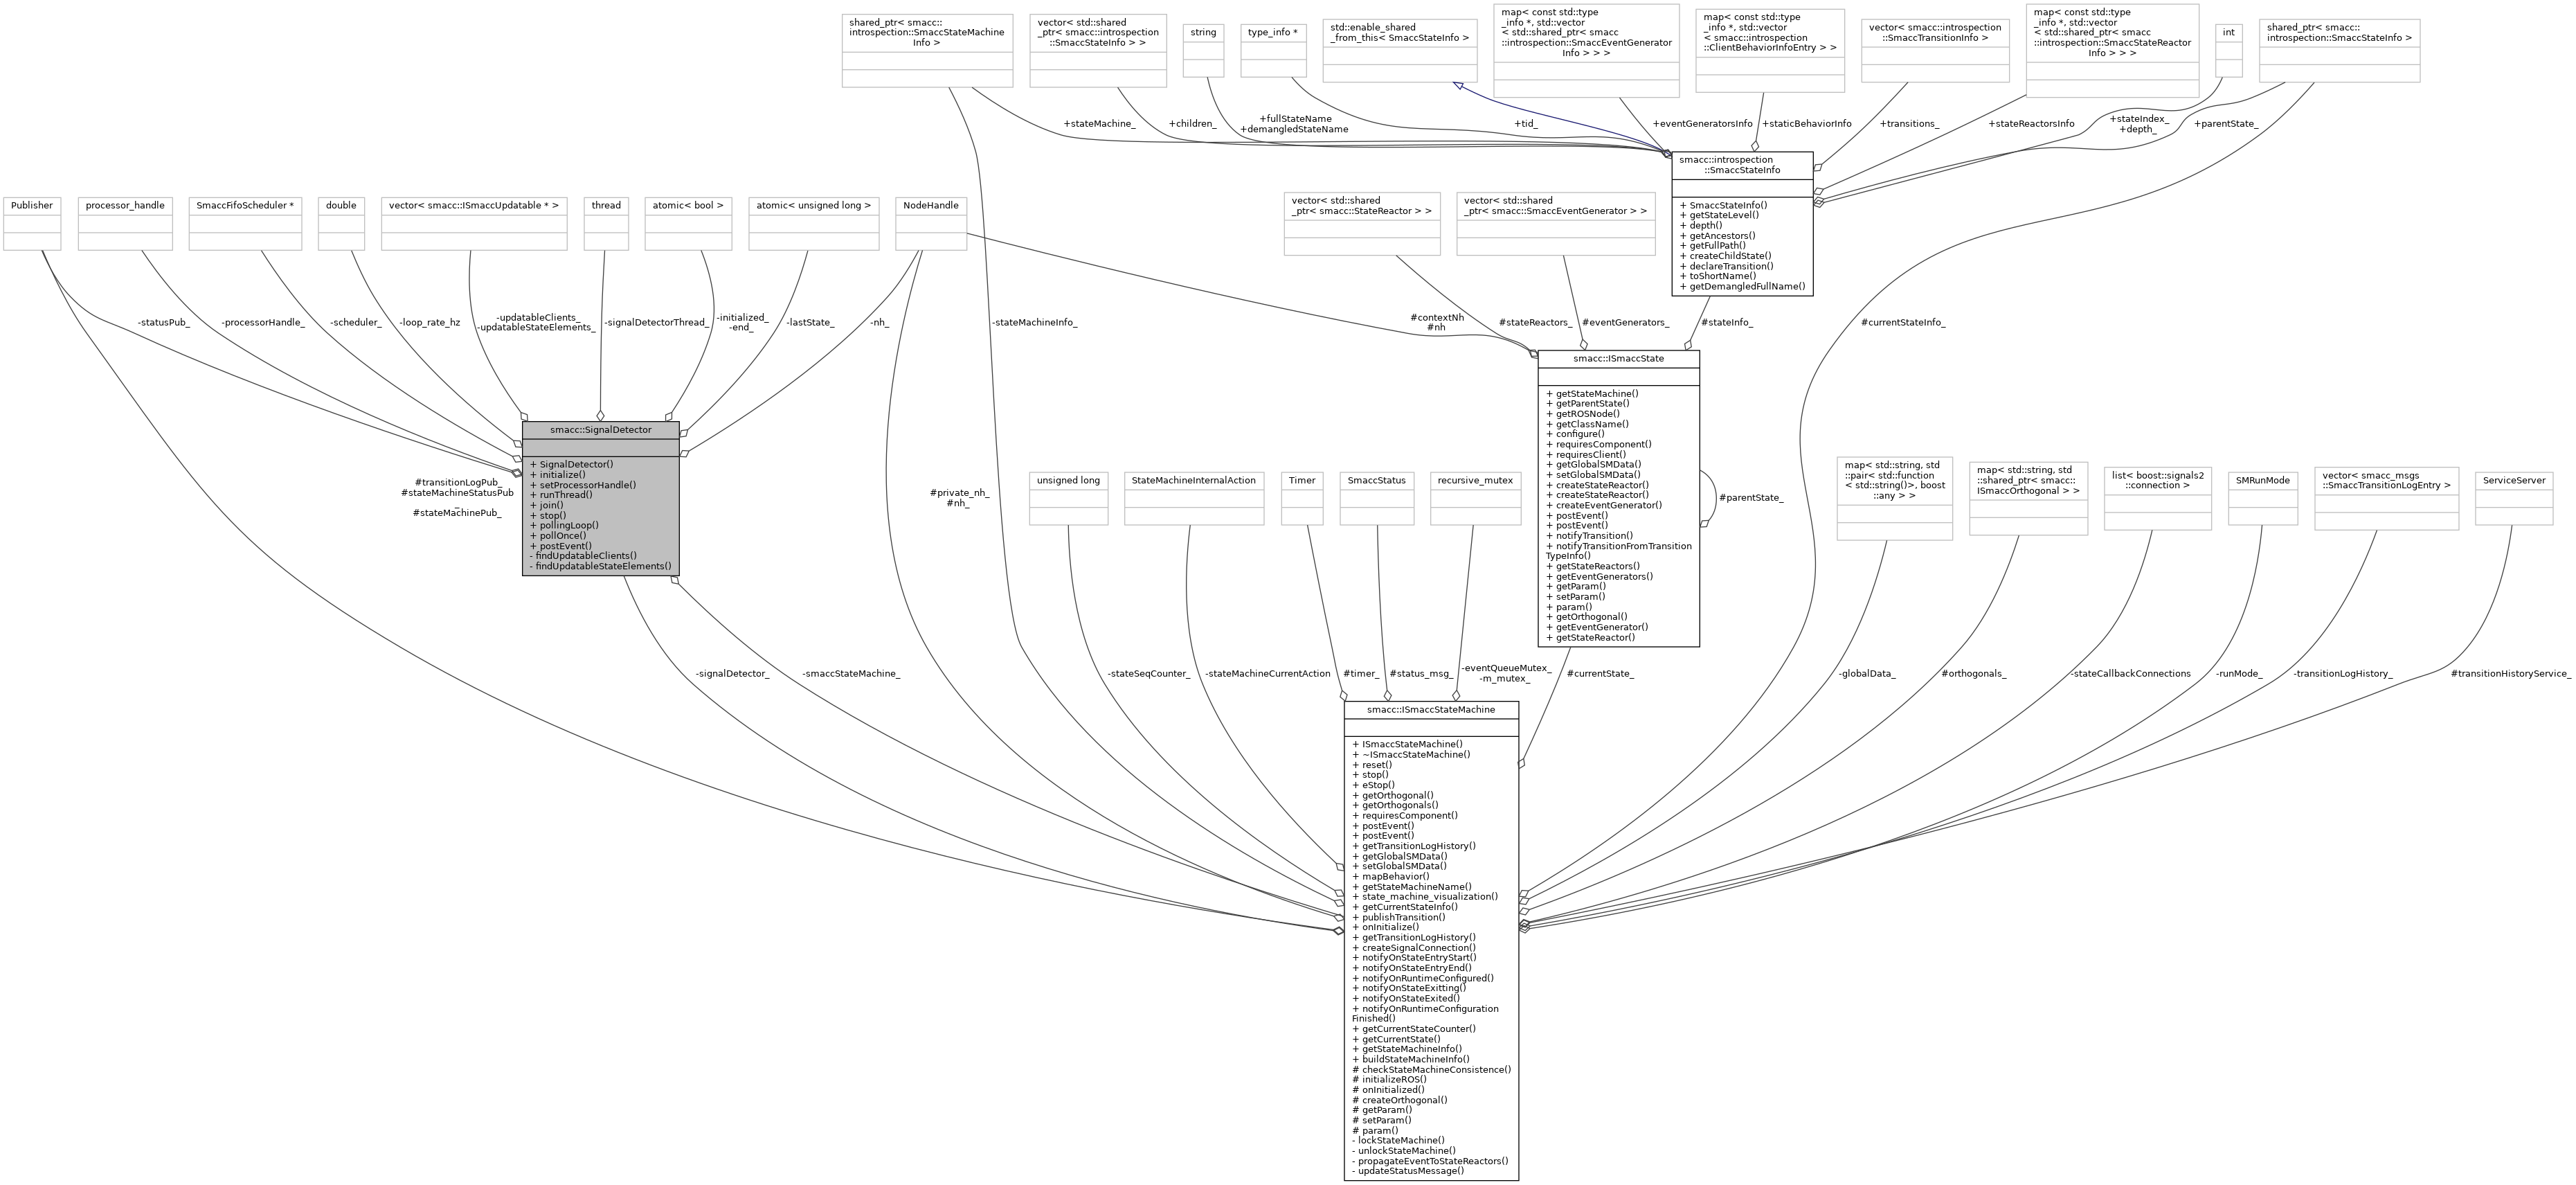 shared_ptr< smacc::
introspection::SmaccStateMachine
Info >
vector< std::shared
_ptr< smacc::introspection
::SmaccStateInfo > >
string
type_info *
std::enable_shared
_from_this< SmaccStateInfo >
map< const std::type
_info *, std::vector
< std::shared_ptr< smacc
::introspection::SmaccEventGenerator
Info > > >
map< const std::type
_info *, std::vector
< smacc::introspection
::ClientBehaviorInfoEntry > >
vector< smacc::introspection
::SmaccTransitionInfo >
map< const std::type
_info *, std::vector
< std::shared_ptr< smacc
::introspection::SmaccStateReactor
Info > > >
int
shared_ptr< smacc::
introspection::SmaccStateInfo >
+stateMachine_
+children_
+fullStateName
+demangledStateName
+tid_
+eventGeneratorsInfo
+staticBehaviorInfo
+transitions_
+stateReactorsInfo
+stateIndex_
+depth_
+parentState_
smacc::introspection
::SmaccStateInfo
+ SmaccStateInfo()
+ getStateLevel()
+ depth()
+ getAncestors()
+ getFullPath()
+ createChildState()
+ declareTransition()
+ toShortName()
+ getDemangledFullName()
Publisher
processor_handle
SmaccFifoScheduler *
double
vector< smacc::ISmaccUpdatable * >
thread
atomic< bool >
atomic< unsigned long >
NodeHandle
vector< std::shared
_ptr< smacc::StateReactor > >
vector< std::shared
_ptr< smacc::SmaccEventGenerator > >
-statusPub_
-processorHandle_
-scheduler_
-loop_rate_hz
-updatableClients_
-updatableStateElements_
-signalDetectorThread_
-initialized_
-end_
-lastState_
-nh_
-stateMachineInfo_
#contextNh
#nh
#stateReactors_
#eventGenerators_
#stateInfo_
#currentStateInfo_
smacc::ISmaccState
+ getStateMachine()
+ getParentState()
+ getROSNode()
+ getClassName()
+ configure()
+ requiresComponent()
+ requiresClient()
+ getGlobalSMData()
+ setGlobalSMData()
+ createStateReactor()
+ createStateReactor()
+ createEventGenerator()
+ postEvent()
+ postEvent()
+ notifyTransition()
+ notifyTransitionFromTransition
TypeInfo()
+ getStateReactors()
+ getEventGenerators()
+ getParam()
+ setParam()
+ param()
+ getOrthogonal()
+ getEventGenerator()
+ getStateReactor()
#parentState_
smacc::SignalDetector
+ SignalDetector()
+ initialize()
+ setProcessorHandle()
+ runThread()
+ join()
+ stop()
+ pollingLoop()
+ pollOnce()
+ postEvent()
- findUpdatableClients()
- findUpdatableStateElements()
#transitionLogPub_
#stateMachineStatusPub
_
#stateMachinePub_
#private_nh_
#nh_
unsigned long
StateMachineInternalAction
Timer
SmaccStatus
recursive_mutex
map< std::string, std
::pair< std::function
< std::string()>, boost
::any > >
map< std::string, std
::shared_ptr< smacc::
ISmaccOrthogonal > >
list< boost::signals2
::connection >
SMRunMode
vector< smacc_msgs
::SmaccTransitionLogEntry >
ServiceServer
-signalDetector_
-smaccStateMachine_
-stateSeqCounter_
-stateMachineCurrentAction
#timer_
#status_msg_
-eventQueueMutex_
-m_mutex_
#currentState_
-globalData_
#orthogonals_
-stateCallbackConnections
-runMode_
-transitionLogHistory_
#transitionHistoryService_
smacc::ISmaccStateMachine
+ ISmaccStateMachine()
+ ~ISmaccStateMachine()
+ reset()
+ stop()
+ eStop()
+ getOrthogonal()
+ getOrthogonals()
+ requiresComponent()
+ postEvent()
+ postEvent()
+ getTransitionLogHistory()
+ getGlobalSMData()
+ setGlobalSMData()
+ mapBehavior()
+ getStateMachineName()
+ state_machine_visualization()
+ getCurrentStateInfo()
+ publishTransition()
+ onInitialize()
+ getTransitionLogHistory()
+ createSignalConnection()
+ notifyOnStateEntryStart()
+ notifyOnStateEntryEnd()
+ notifyOnRuntimeConfigured()
+ notifyOnStateExitting()
+ notifyOnStateExited()
+ notifyOnRuntimeConfiguration
Finished()
+ getCurrentStateCounter()
+ getCurrentState()
+ getStateMachineInfo()
+ buildStateMachineInfo()
# checkStateMachineConsistence()
# initializeROS()
# onInitialized()
# createOrthogonal()
# getParam()
# setParam()
# param()
- lockStateMachine()
- unlockStateMachine()
- propagateEventToStateReactors()
- updateStatusMessage()